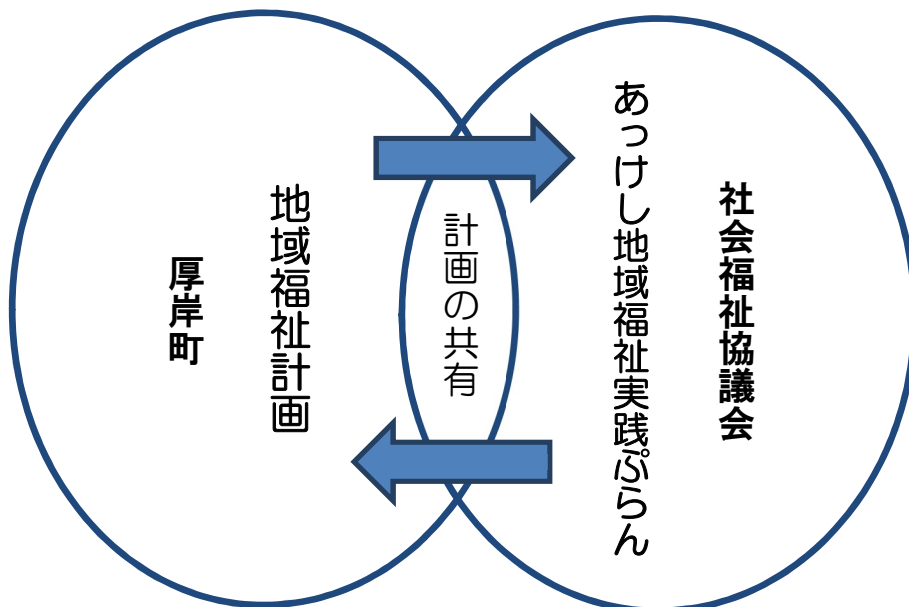 社会福祉協議会
あっけし地域福祉実践ぷらん
計画の共有
地域福祉計画
厚岸町